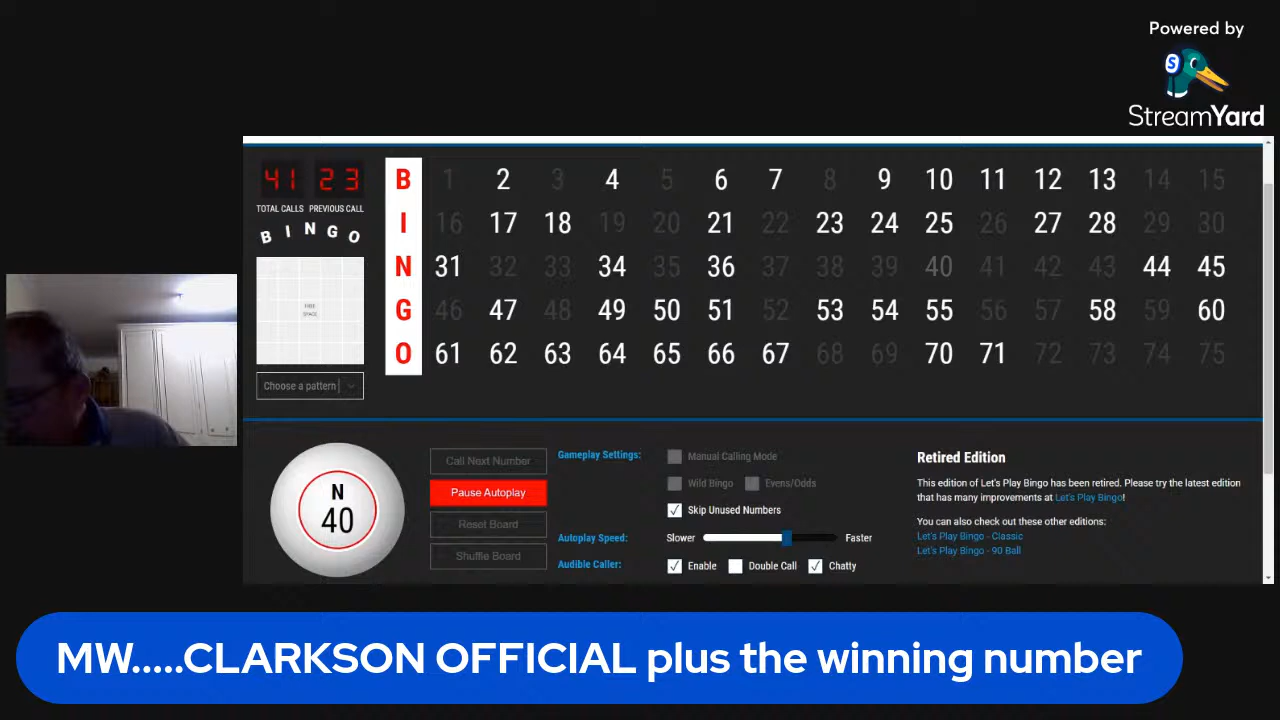 Powered by
S
StreamYard
41 23
TOTAL CALLS PREVIOUS CALL
B I N G O
FREE
SPACE
Choose a pattern
B 1 2 3 4 5 6 7 8 9 10 11 12 13 14 15
I 16 17 18 19 20 21 22 23 24 25 26 27 28 29 30
N 31 32 33 34 35 36 37 38 39 40 41 42 43 44 45
G 46 47 48 49 50 51 52 53 54 55 56 57 58 59 60
O 61 62 63 64 65 66 67 68 69 70 71 72 73 74 75
N
40
Call Next Number
Pause Autoplay
Reset Board
Shuffle Board
Gameplay Settings:
Manual Calling Mode
Wild Bingo Evens/Odds
Skip Unused Numbers
Autoplay Speed: Slower Faster
Audible Caller: Enable Double Call Chatty
Retired Edition
This edition of Let's Play Bingo has been retired. Please try the latest edition
that has many improvements at Let's Play Bingo!
You can also check out these other editions:
Let's Play Bingo - Classic
Let's Play Bingo - 90 Ball
MW.....CLARKSON OFFICIAL plus the winning number